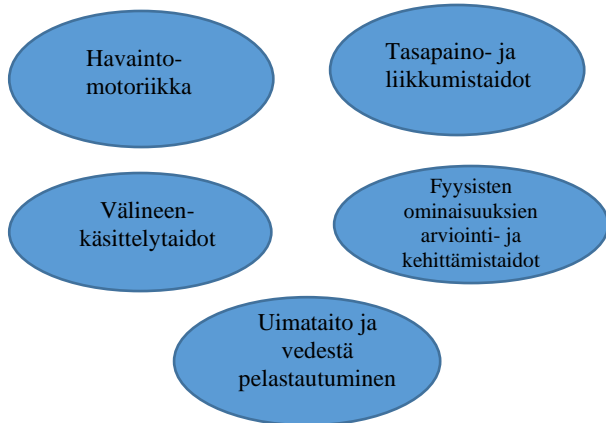 Havainto-
motoriikka
Tasapaino- ja
liikkumistaidot
Välineen-
käsittelytaidot
Fyysisten
ominaisuuksien
arviointi- ja
kehittämistaidot
Uimataito ja
vedestä
pelastautuminen